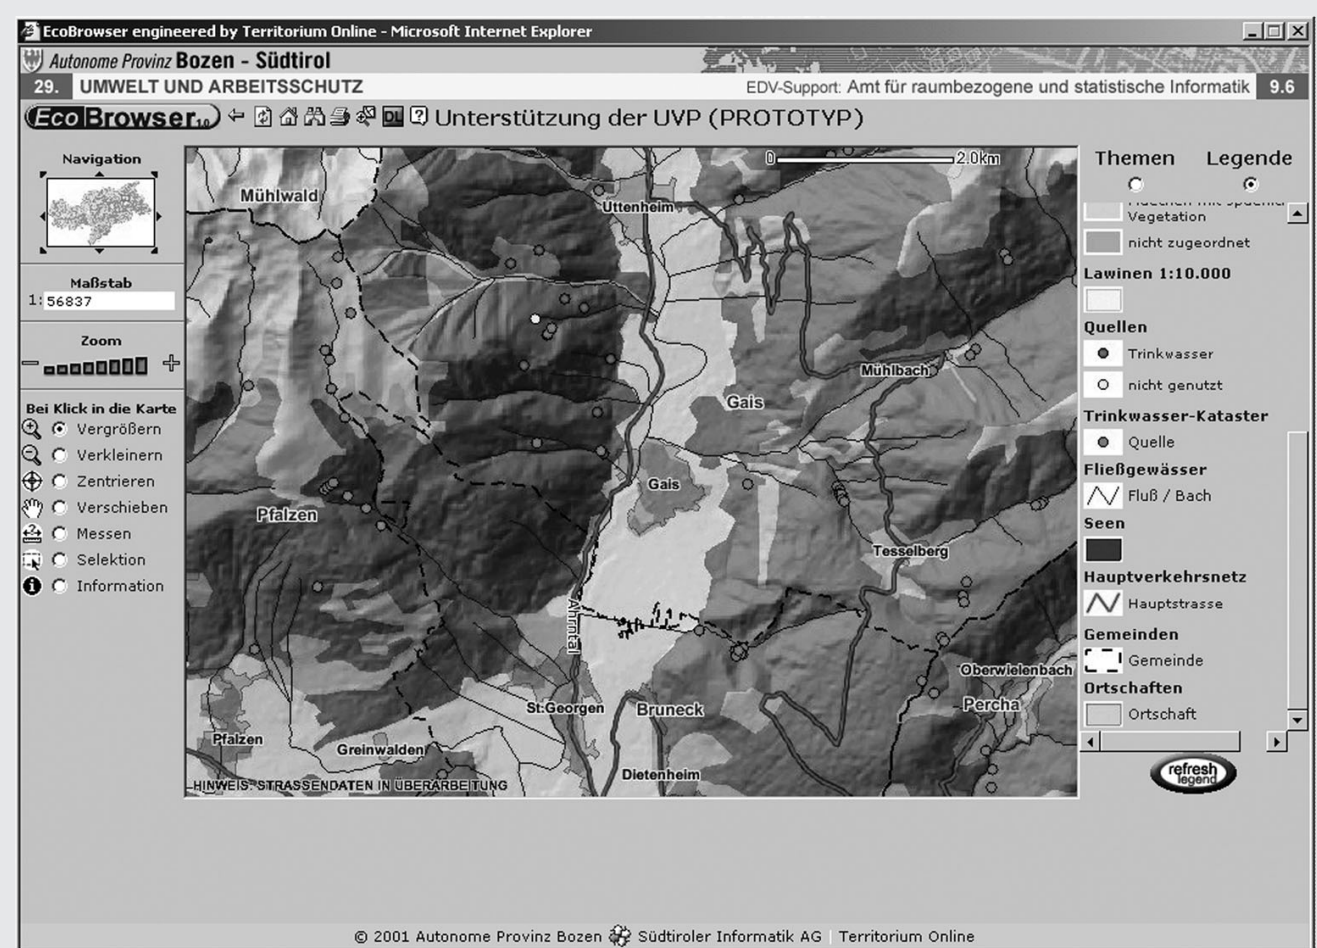 EcoBrowser engineered by Territorium Online - Microsoft Internet Explorer
Autonome Provinz Bozen - Südtirol
29. UMWELT UND ARBEITSSCHUTZ
EDV-Support: Amt für raumbezogene und statistische Informatik 9.6
Eco Browser 1.0 DL Unterstützung der UVP (PROTOTYP)
Navigation
Maßstab
1: 56837
Zoom
Bei Klick in die Karte
Vergrößern
Verkleinern
Zentrieren
Verschieben
Messen
Selektion
Information
0 2.0km
Mühlwald
Uttenheim
Mühlbach
Gais
Gais
Pfalzen
Tesselberg
Ahrntal
Oberwielenbach
Percha
St.Georgen
Bruneck
Pfalzen
Greinwalden
Dietenheim
HINWEIS: STRASSENDATEN IN ÜBERARBEITUNG
Themen Legende
Vegetation
nicht zugeordnet
Lawinen 1:10.000
Quellen
Trinkwasser
nicht genutzt
Trinkwasser-Kataster
Quelle
Fließgewässer
Fluß / Bach
Seen
Hauptverkehrsnetz
Hauptstrasse
Gemeinden
Gemeinde
Ortschaften
Ortschaft
refresh
legend
© 2001 Autonome Provinz Bozen Südtiroler Informatik AG | Territorium Online